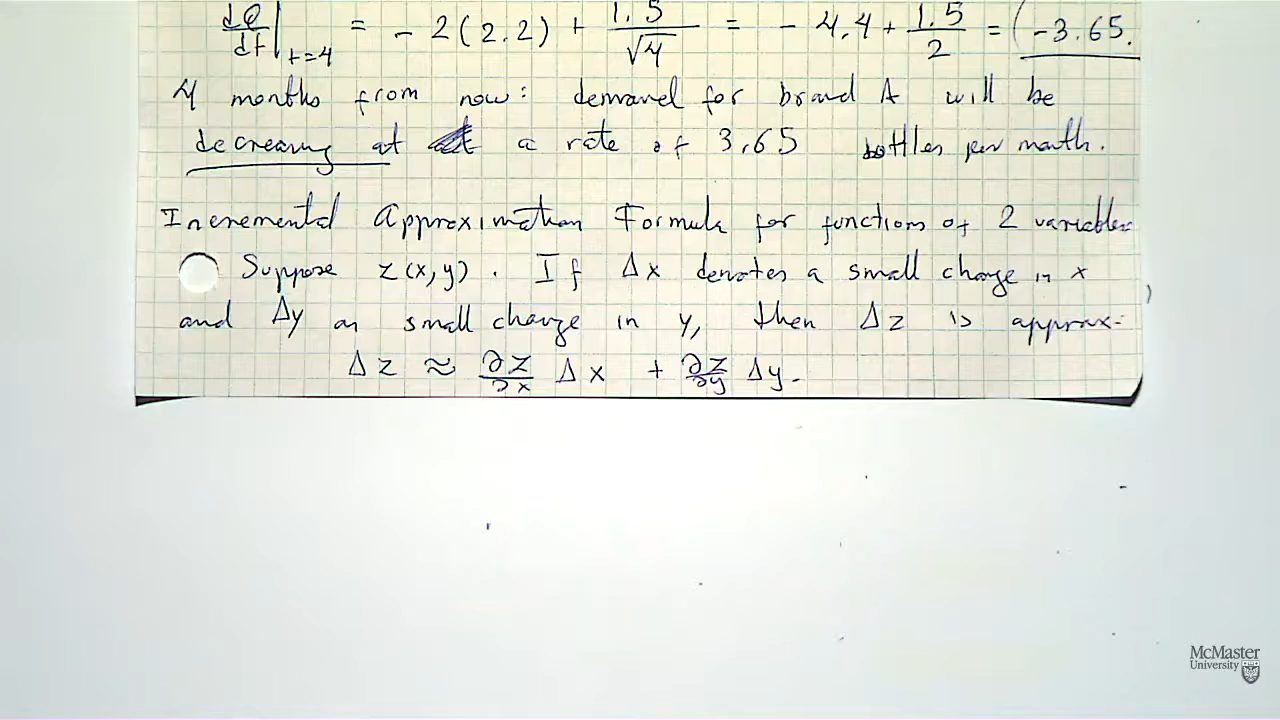 dQ/dt|t=4 = - 2(2.2) + 1.5/√4 = - 4.4 + 1.5/2 = (-3.65.
4 months from now: demand for brand A will be
decreasing at a rate of 3.65 bottles per month.
Incremental Approximation Formula for functions of 2 variables
Suppose z(x,y). If Δx denotes a small change in x
and Δy a small change in y, then Δz is approx:
Δz ≈ ∂z/∂x Δx + ∂z/∂y Δy.
McMaster
University